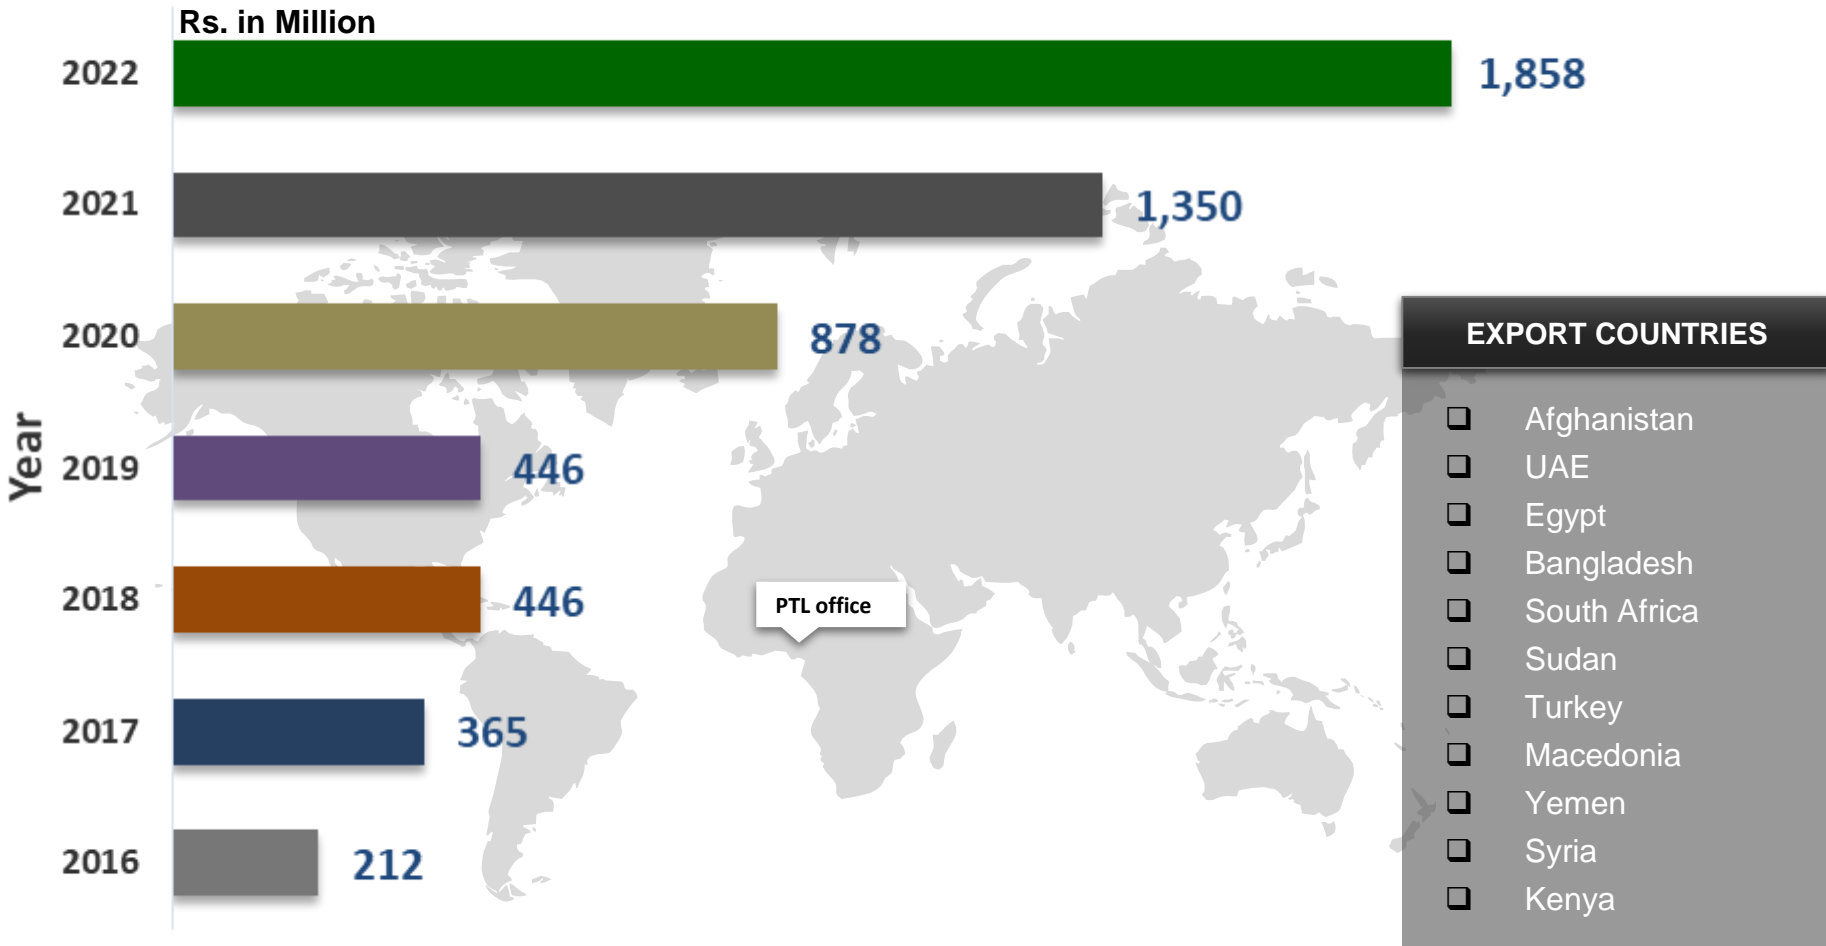 Rs. in Million
2022 1,858
2021 1,350
2020 878
2019 446
2018 446
2017 365
2016 212
Year
PTL office
EXPORT COUNTRIES
❑ Afghanistan
❑ UAE
❑ Egypt
❑ Bangladesh
❑ South Africa
❑ Sudan
❑ Turkey
❑ Macedonia
❑ Yemen
❑ Syria
❑ Kenya